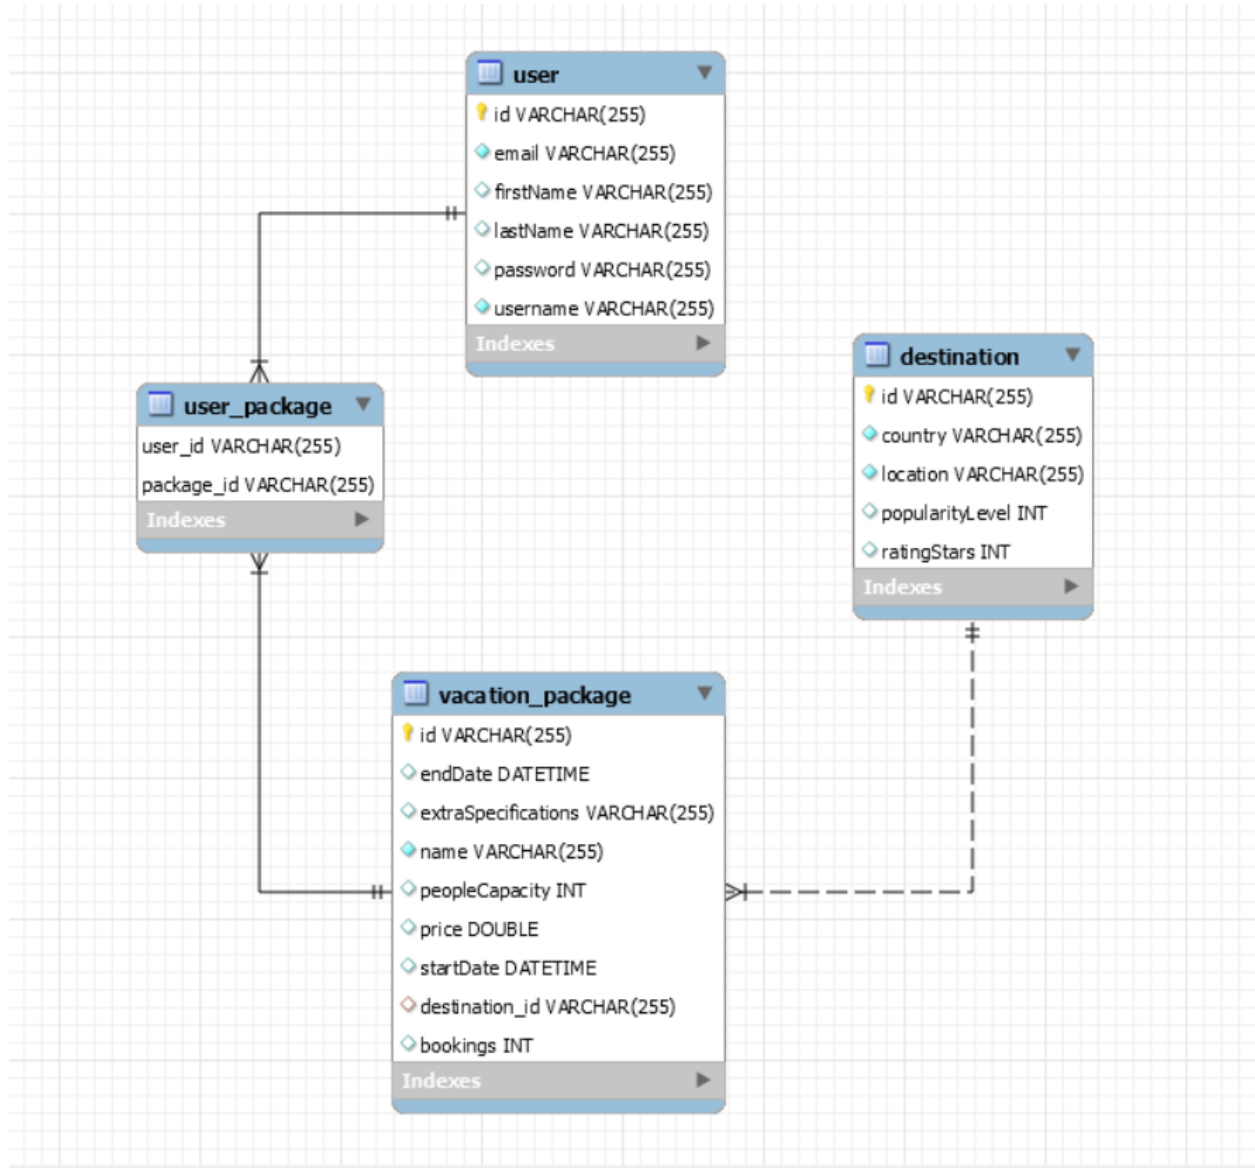 user
id VARCHAR(255)
email VARCHAR(255)
firstName VARCHAR(255)
lastName VARCHAR(255)
password VARCHAR(255)
username VARCHAR(255)
Indexes
destination
id VARCHAR(255)
country VARCHAR(255)
location VARCHAR(255)
popularityLevel INT
ratingStars INT
Indexes
user_package
user_id VARCHAR(255)
package_id VARCHAR(255)
Indexes
vacation_package
id VARCHAR(255)
endDate DATETIME
extraSpecifications VARCHAR(255)
name VARCHAR(255)
peopleCapacity INT
price DOUBLE
startDate DATETIME
destination_id VARCHAR(255)
bookings INT
Indexes